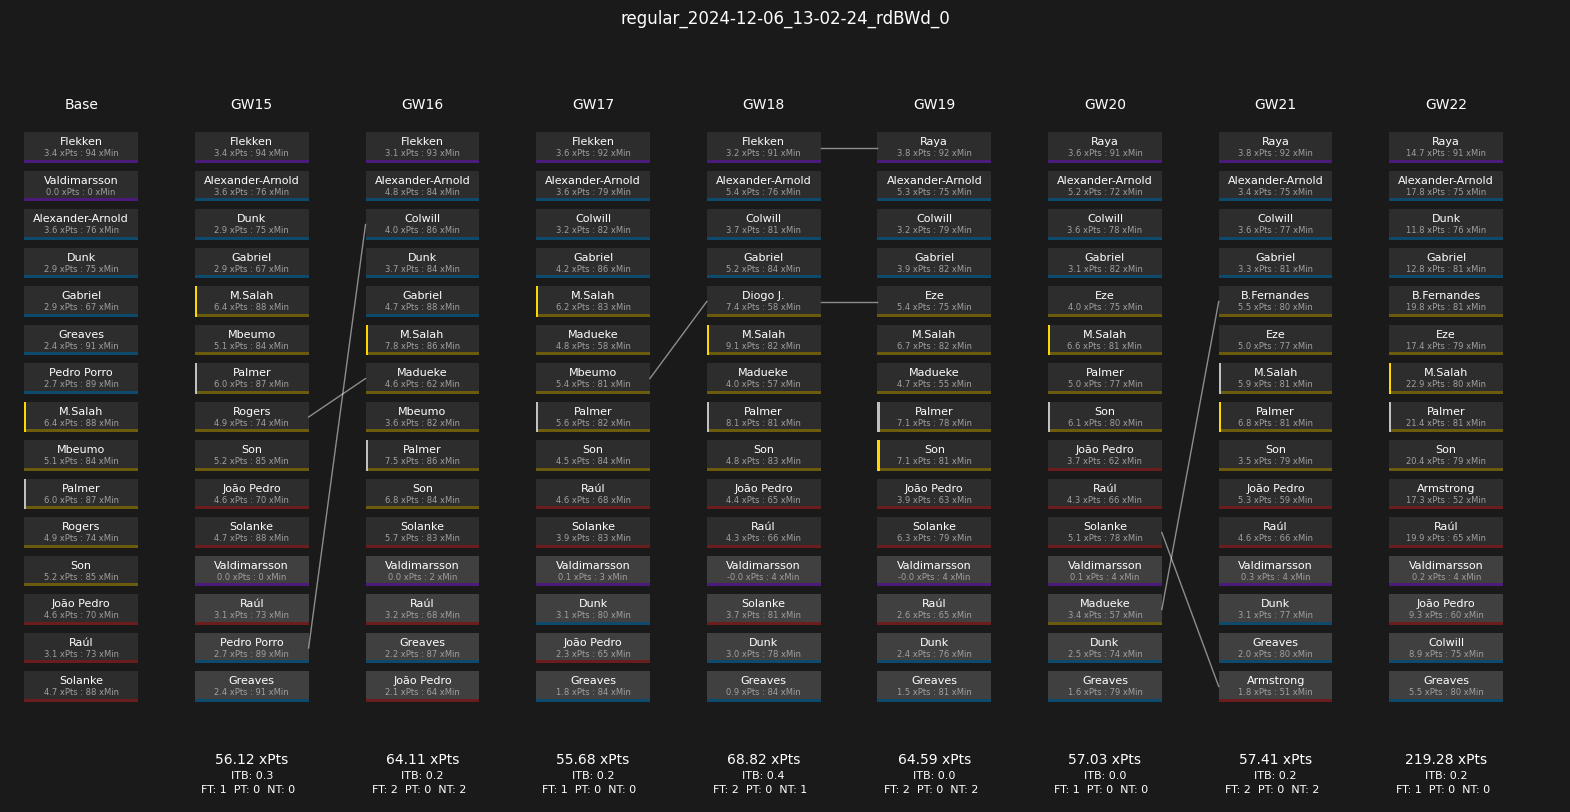 regular_2024-12-06_13-02-24_rdBWd_0
Base
Flekken
3.4 xPts : 94 xMin
Valdimarsson
0.0 xPts : 0 xMin
Alexander-Arnold
3.6 xPts : 76 xMin
Dunk
2.9 xPts : 75 xMin
Gabriel
2.9 xPts : 67 xMin
Greaves
2.4 xPts : 91 xMin
Pedro Porro
2.7 xPts : 89 xMin
M.Salah
6.4 xPts : 88 xMin
Mbeumo
5.1 xPts : 84 xMin
Palmer
6.0 xPts : 87 xMin
Rogers
4.9 xPts : 74 xMin
Son
5.2 xPts : 85 xMin
João Pedro
4.6 xPts : 70 xMin
Raúl
3.1 xPts : 73 xMin
Solanke
4.7 xPts : 88 xMin
GW15
Flekken
3.4 xPts : 94 xMin
Alexander-Arnold
3.6 xPts : 76 xMin
Dunk
2.9 xPts : 75 xMin
Gabriel
2.9 xPts : 67 xMin
M.Salah
6.4 xPts : 88 xMin
Mbeumo
5.1 xPts : 84 xMin
Palmer
6.0 xPts : 87 xMin
Rogers
4.9 xPts : 74 xMin
Son
5.2 xPts : 85 xMin
João Pedro
4.6 xPts : 70 xMin
Solanke
4.7 xPts : 88 xMin
Valdimarsson
0.0 xPts : 0 xMin
Raúl
3.1 xPts : 73 xMin
Pedro Porro
2.7 xPts : 89 xMin
Greaves
2.4 xPts : 91 xMin
56.12 xPts
ITB: 0.3
FT: 1 PT: 0 NT: 0
GW16
Flekken
3.1 xPts : 93 xMin
Alexander-Arnold
4.8 xPts : 84 xMin
Colwill
4.0 xPts : 86 xMin
Dunk
3.7 xPts : 84 xMin
Gabriel
4.7 xPts : 88 xMin
M.Salah
7.8 xPts : 86 xMin
Madueke
4.6 xPts : 62 xMin
Mbeumo
3.6 xPts : 82 xMin
Palmer
7.5 xPts : 86 xMin
Son
6.8 xPts : 84 xMin
Solanke
5.7 xPts : 83 xMin
Valdimarsson
0.0 xPts : 2 xMin
Raúl
3.2 xPts : 68 xMin
Greaves
2.2 xPts : 87 xMin
João Pedro
2.1 xPts : 64 xMin
64.11 xPts
ITB: 0.2
FT: 2 PT: 0 NT: 2
GW17
Flekken
3.6 xPts : 92 xMin
Alexander-Arnold
3.6 xPts : 79 xMin
Colwill
3.2 xPts : 82 xMin
Gabriel
4.2 xPts : 86 xMin
M.Salah
6.2 xPts : 83 xMin
Madueke
4.8 xPts : 58 xMin
Mbeumo
5.4 xPts : 81 xMin
Palmer
5.6 xPts : 82 xMin
Son
4.5 xPts : 84 xMin
Raúl
4.6 xPts : 68 xMin
Solanke
3.9 xPts : 83 xMin
Valdimarsson
0.1 xPts : 3 xMin
Dunk
3.1 xPts : 80 xMin
João Pedro
2.3 xPts : 65 xMin
Greaves
1.8 xPts : 84 xMin
55.68 xPts
ITB: 0.2
FT: 1 PT: 0 NT: 0
GW18
Flekken
3.2 xPts : 91 xMin
Alexander-Arnold
5.4 xPts : 76 xMin
Colwill
3.7 xPts : 81 xMin
Gabriel
5.2 xPts : 84 xMin
Diogo J.
7.4 xPts : 58 xMin
M.Salah
9.1 xPts : 82 xMin
Madueke
4.0 xPts : 57 xMin
Palmer
8.1 xPts : 81 xMin
Son
4.8 xPts : 83 xMin
João Pedro
4.4 xPts : 65 xMin
Raúl
4.3 xPts : 66 xMin
Valdimarsson
-0.0 xPts : 4 xMin
Solanke
3.7 xPts : 81 xMin
Dunk
3.0 xPts : 78 xMin
Greaves
0.9 xPts : 84 xMin
68.82 xPts
ITB: 0.4
FT: 2 PT: 0 NT: 1
GW19
Raya
3.8 xPts : 92 xMin
Alexander-Arnold
5.3 xPts : 75 xMin
Colwill
3.2 xPts : 79 xMin
Gabriel
3.9 xPts : 82 xMin
Eze
5.4 xPts : 75 xMin
M.Salah
6.7 xPts : 82 xMin
Madueke
4.7 xPts : 55 xMin
Palmer
7.1 xPts : 78 xMin
Son
7.1 xPts : 81 xMin
João Pedro
3.9 xPts : 63 xMin
Solanke
6.3 xPts : 79 xMin
Valdimarsson
-0.0 xPts : 4 xMin
Raúl
2.6 xPts : 65 xMin
Dunk
2.4 xPts : 76 xMin
Greaves
1.5 xPts : 81 xMin
64.59 xPts
ITB: 0.0
FT: 2 PT: 0 NT: 2
GW20
Raya
3.6 xPts : 91 xMin
Alexander-Arnold
5.2 xPts : 72 xMin
Colwill
3.6 xPts : 78 xMin
Gabriel
3.1 xPts : 82 xMin
Eze
4.0 xPts : 75 xMin
M.Salah
6.6 xPts : 81 xMin
Palmer
5.0 xPts : 77 xMin
Son
6.1 xPts : 80 xMin
João Pedro
3.7 xPts : 62 xMin
Raúl
4.3 xPts : 66 xMin
Solanke
5.1 xPts : 78 xMin
Valdimarsson
0.1 xPts : 4 xMin
Madueke
3.4 xPts : 57 xMin
Dunk
2.5 xPts : 74 xMin
Greaves
1.6 xPts : 79 xMin
57.03 xPts
ITB: 0.0
FT: 1 PT: 0 NT: 0
GW21
Raya
3.8 xPts : 92 xMin
Alexander-Arnold
3.4 xPts : 75 xMin
Colwill
3.6 xPts : 77 xMin
Gabriel
3.3 xPts : 81 xMin
B.Fernandes
5.5 xPts : 80 xMin
Eze
5.0 xPts : 77 xMin
M.Salah
5.9 xPts : 81 xMin
Palmer
6.8 xPts : 81 xMin
Son
3.5 xPts : 79 xMin
João Pedro
5.3 xPts : 59 xMin
Raúl
4.6 xPts : 66 xMin
Valdimarsson
0.3 xPts : 4 xMin
Dunk
3.1 xPts : 77 xMin
Greaves
2.0 xPts : 80 xMin
Armstrong
1.8 xPts : 51 xMin
57.41 xPts
ITB: 0.2
FT: 2 PT: 0 NT: 2
GW22
Raya
14.7 xPts : 91 xMin
Alexander-Arnold
17.8 xPts : 75 xMin
Dunk
11.8 xPts : 76 xMin
Gabriel
12.8 xPts : 81 xMin
B.Fernandes
19.8 xPts : 81 xMin
Eze
17.4 xPts : 79 xMin
M.Salah
22.9 xPts : 80 xMin
Palmer
21.4 xPts : 81 xMin
Son
20.4 xPts : 79 xMin
Armstrong
17.3 xPts : 52 xMin
Raúl
19.9 xPts : 65 xMin
Valdimarsson
0.2 xPts : 4 xMin
João Pedro
9.3 xPts : 60 xMin
Colwill
8.9 xPts : 75 xMin
Greaves
5.5 xPts : 80 xMin
219.28 xPts
ITB: 0.2
FT: 1 PT: 0 NT: 0